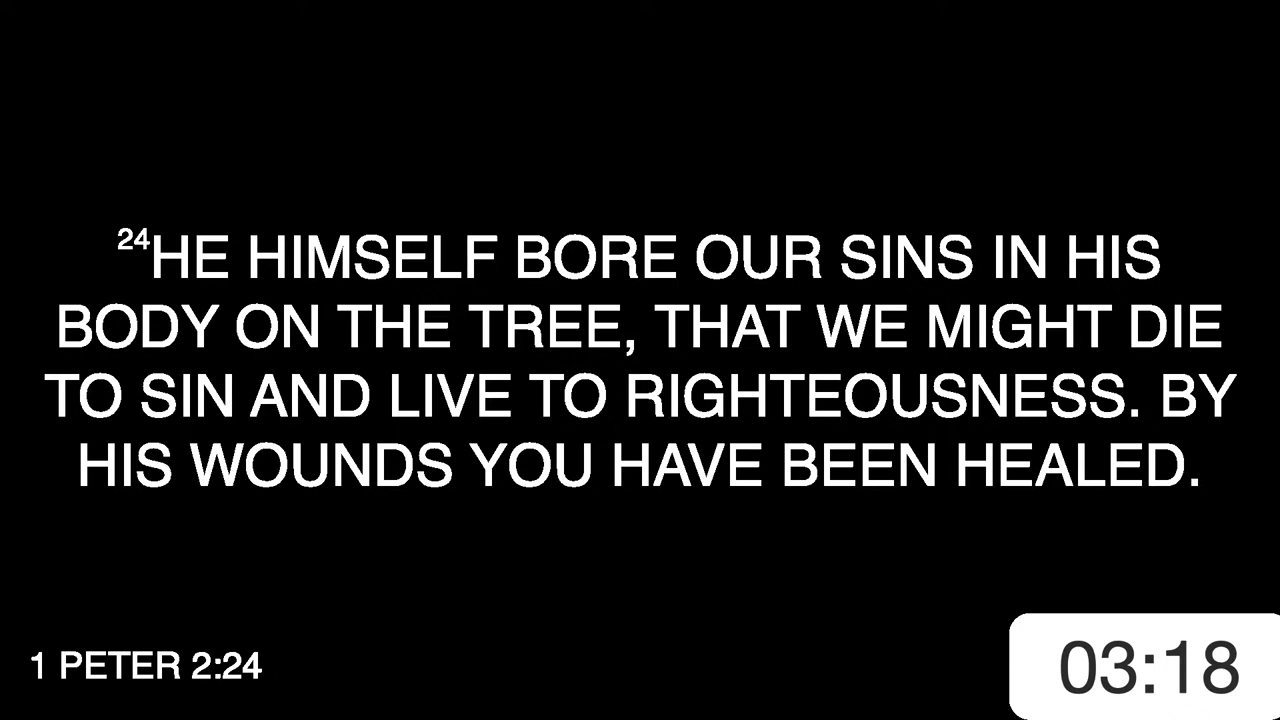 24HE HIMSELF BORE OUR SINS IN HIS
BODY ON THE TREE, THAT WE MIGHT DIE
TO SIN AND LIVE TO RIGHTEOUSNESS. BY
HIS WOUNDS YOU HAVE BEEN HEALED.
1 PETER 2:24
03:18